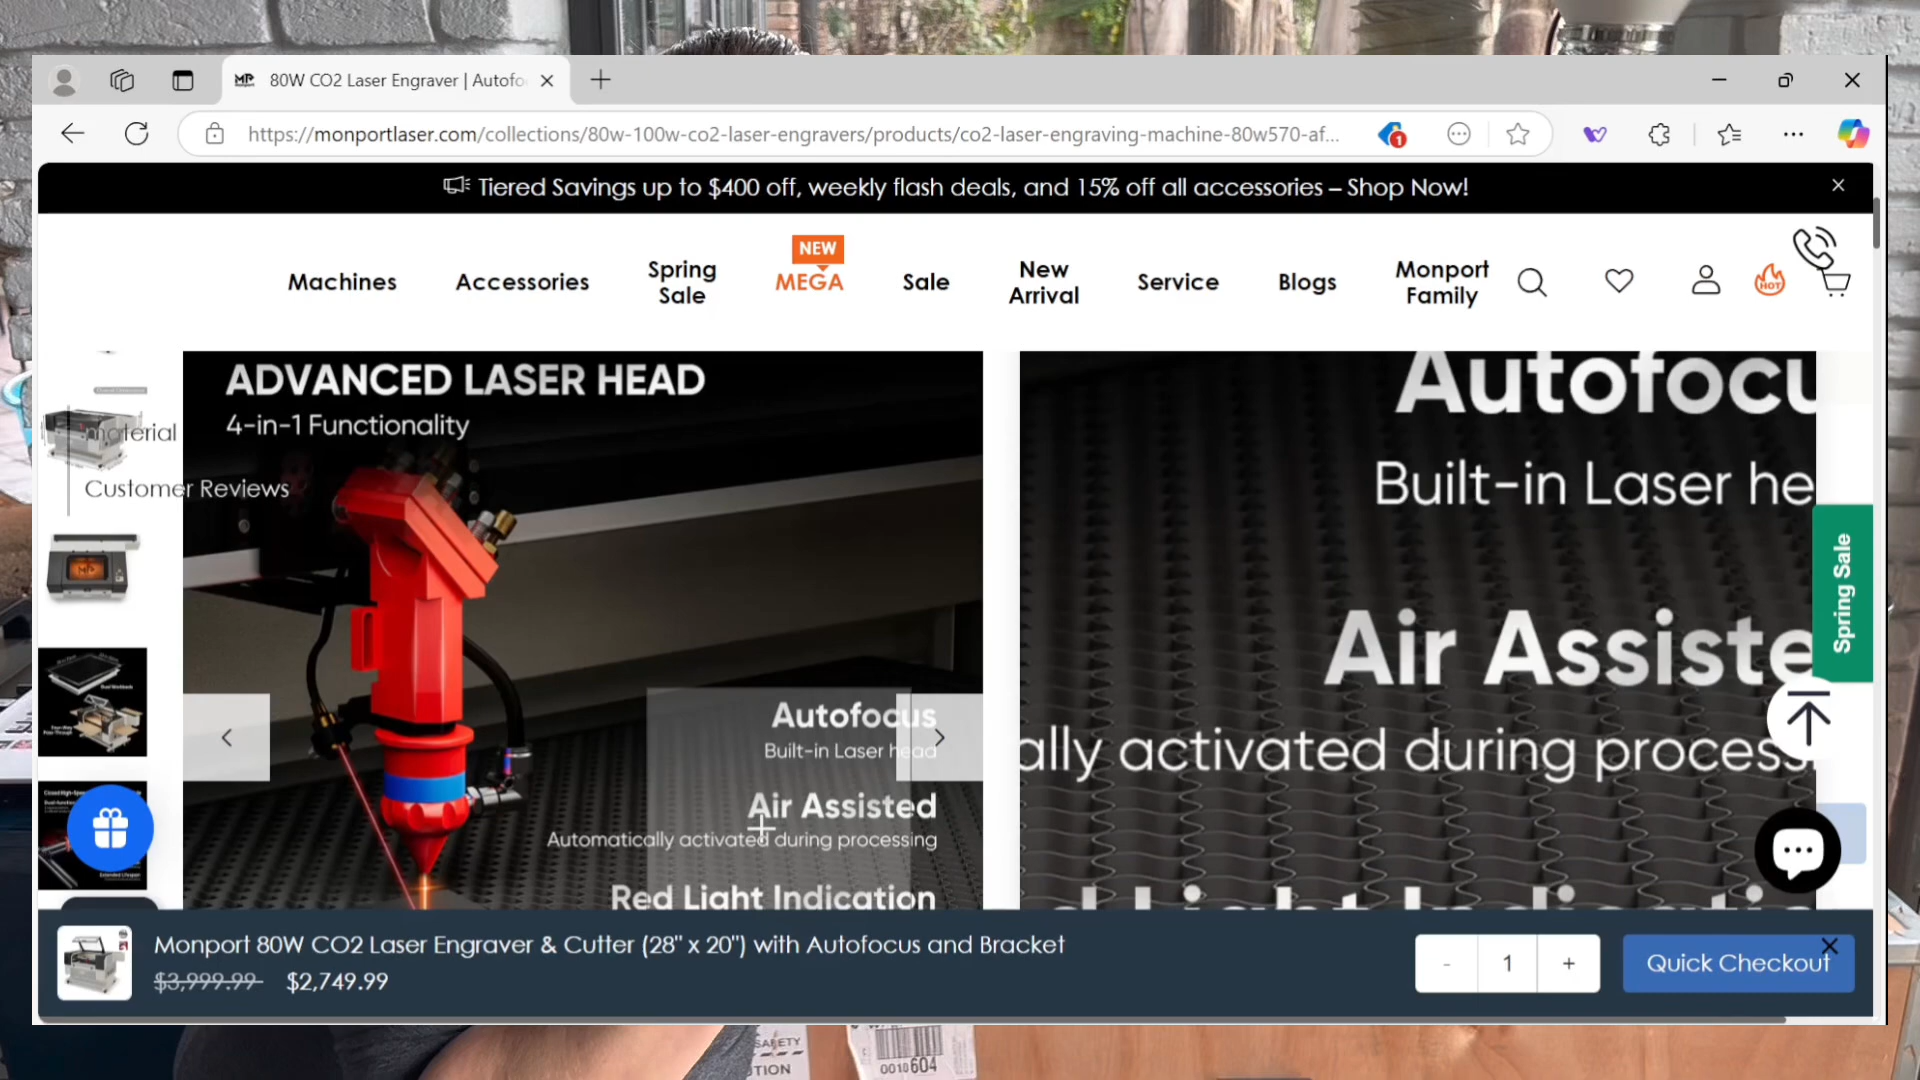 80W CO2 Laser Engraver | Autofo
https://monportlaser.com/collections/80w-100w-co2-laser-engravers/products/co2-laser-engraving-machine-80w570-af...
1
Tiered Savings up to $400 off, weekly flash deals, and 15% off all accessories – Shop Now!
Machines
Accessories
Spring
Sale
NEW
MEGA
Sale
New
Arrival
Service
Blogs
Monport
Family
HOT
material
Customer Reviews
ADVANCED LASER HEAD
4-in-1 Functionality
Autofocus
Built-in Laser head
Air Assisted
Automatically activated during processing
Red Light Indication
Autofocu
Built-in Laser he
Air Assiste
ally activated during process
Spring Sale
Monport 80W CO2 Laser Engraver & Cutter (28" x 20") with Autofocus and Bracket
$3,999.99 $2,749.99
- 1 +
Quick Checkout
SAFETY
0010604